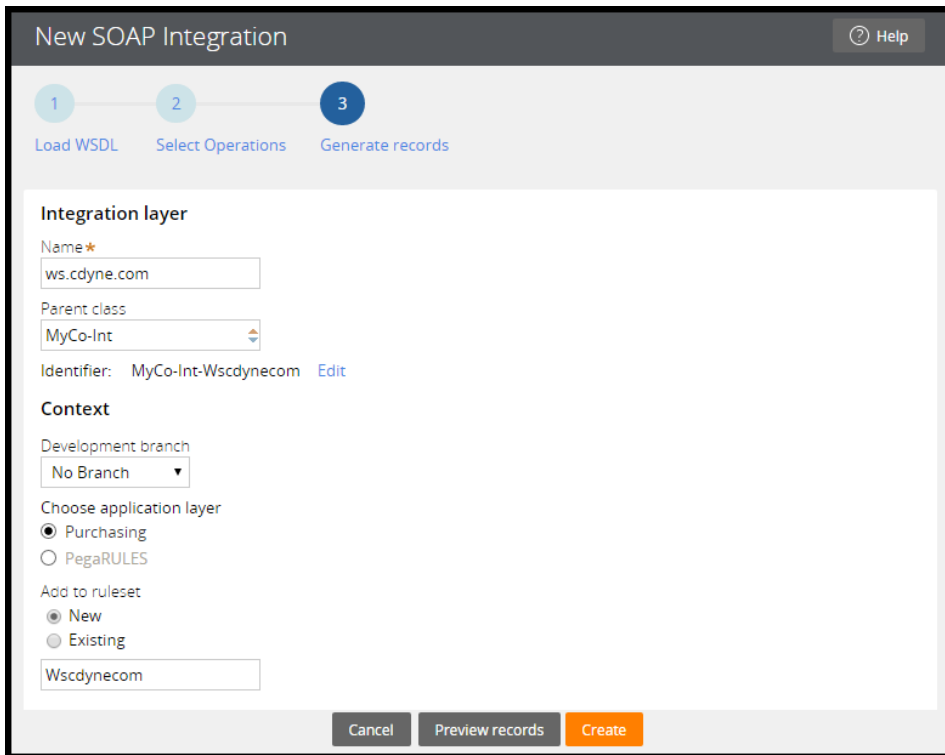 New SOAP Integration
? Help
1 2 3
Load WSDL Select Operations Generate records
Integration layer
Name★
ws.cdyne.com
Parent class
MyCo-Int
Identifier: MyCo-Int-Wscdynecom Edit
Context
Development branch
No Branch
Choose application layer
Purchasing
PegaRULES
Add to ruleset
New
Existing
Wscdynecom
Cancel Preview records Create